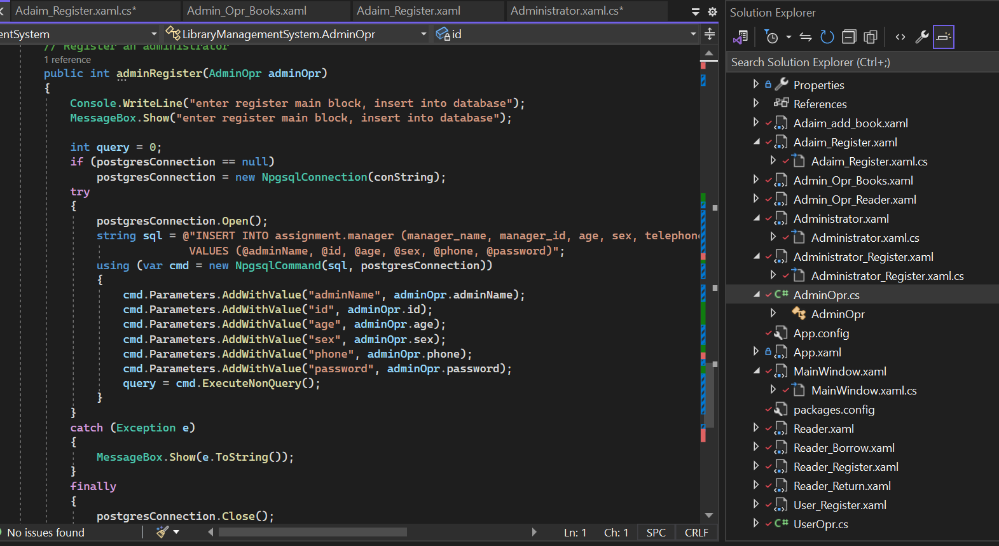 Adaim_Register.xaml.cs*
Admin_Opr_Books.xaml
Adaim_Register.xaml
Administrator.xaml.cs*
entSystem
LibraryManagementSystem.AdminOpr
id
// Register an administrator
1 reference
public int adminRegister(AdminOpr adminOpr)
{
Console.WriteLine("enter register main block, insert into database");
MessageBox.Show("enter register main block, insert into database");
int query = 0;
if (postgresConnection == null)
postgresConnection = new NpgsqlConnection(conString);
try
{
postgresConnection.Open();
string sql = @"INSERT INTO assignment.manager (manager_name, manager_id, age, sex, telephone
VALUES (@adminName, @id, @age, @sex, @phone, @password)";
using (var cmd = new NpgsqlCommand(sql, postgresConnection))
{
cmd.Parameters.AddWithValue("adminName", adminOpr.adminName);
cmd.Parameters.AddWithValue("id", adminOpr.id);
cmd.Parameters.AddWithValue("age", adminOpr.age);
cmd.Parameters.AddWithValue("sex", adminOpr.sex);
cmd.Parameters.AddWithValue("phone", adminOpr.phone);
cmd.Parameters.AddWithValue("password", adminOpr.password);
query = cmd.ExecuteNonQuery();
}
}
catch (Exception e)
{
MessageBox.Show(e.ToString());
}
finally
{
postgresConnection.Close();
No issues found
Ln: 1 Ch: 1 SPC CRLF
Solution Explorer
Search Solution Explorer (Ctrl+;)
Properties
References
Adaim_add_book.xaml
Adaim_Register.xaml
Adaim_Register.xaml.cs
Admin_Opr_Books.xaml
Admin_Opr_Reader.xaml
Administrator.xaml
Administrator.xaml.cs
Administrator_Register.xaml
Administrator_Register.xaml.cs
C# AdminOpr.cs
AdminOpr
App.config
App.xaml
MainWindow.xaml
MainWindow.xaml.cs
packages.config
Reader.xaml
Reader_Borrow.xaml
Reader_Register.xaml
Reader_Return.xaml
User_Register.xaml
C# UserOpr.cs